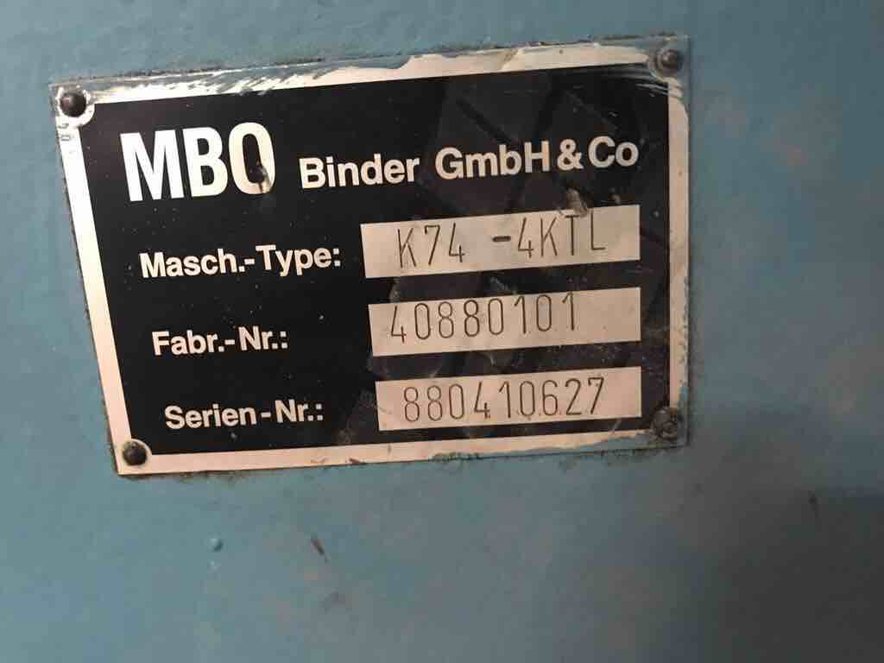 MBO Binder GmbH & Co
Masch.-Type: K74 -4KTL
Fabr.-Nr.: 40880101
Serien-Nr.: 880410627